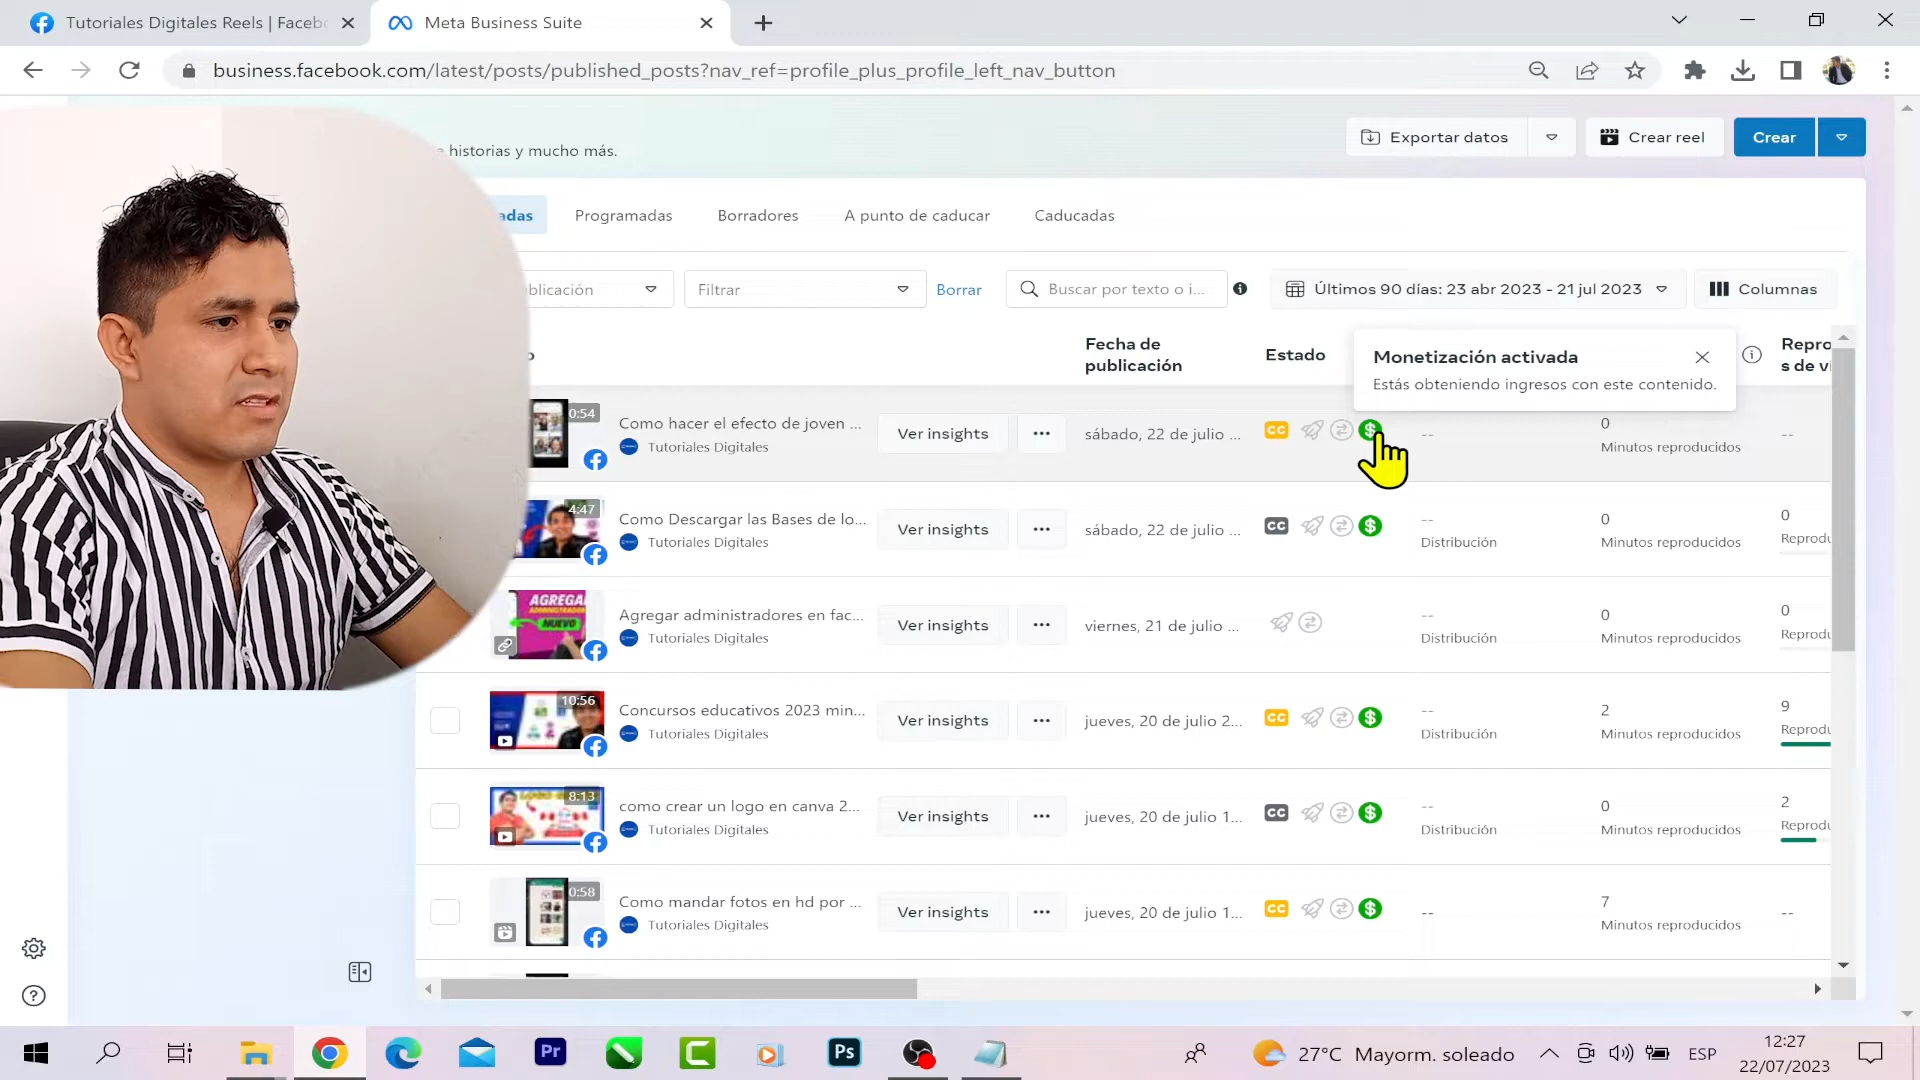 Tutoriales Digitales Reels | Faceb
Meta Business Suite
business.facebook.com/latest/posts/published_posts?nav_ref=profile_plus_profile_left_nav_button
historias y mucho más.
Exportar datos
Crear reel
Crear
adas
Programadas
Borradores
A punto de caducar
Caducadas
blicación
Filtrar
Borrar
Buscar por texto o i...
Últimos 90 días: 23 abr 2023 - 21 jul 2023
Columnas
Fecha de
publicación
Estado
Monetización activada
Estás obteniendo ingresos con este contenido.
Repro
s de vi
0:54
Como hacer el efecto de joven ...
Tutoriales Digitales
Ver insights
sábado, 22 de julio ...
CC
--
0
Minutos reproducidos
--
4:47
Como Descargar las Bases de lo...
Tutoriales Digitales
Ver insights
sábado, 22 de julio ...
CC
--
Distribución
0
Minutos reproducidos
0
Reprodu
AGREGA
NUEVO
Agregar administradores en fac...
Tutoriales Digitales
Ver insights
viernes, 21 de julio ...
--
Distribución
0
Minutos reproducidos
0
Reprodu
10:56
Concursos educativos 2023 min...
Tutoriales Digitales
Ver insights
jueves, 20 de julio 2...
CC
--
Distribución
2
Minutos reproducidos
9
Reprodu
8:13
como crear un logo en canva 2...
Tutoriales Digitales
Ver insights
jueves, 20 de julio 1...
CC
--
Distribución
0
Minutos reproducidos
2
Reprodu
0:58
Como mandar fotos en hd por ...
Tutoriales Digitales
Ver insights
jueves, 20 de julio 1...
CC
--
7
Minutos reproducidos
--
Pr
Ps
27°C Mayorm. soleado
ESP
12:27
22/07/2023